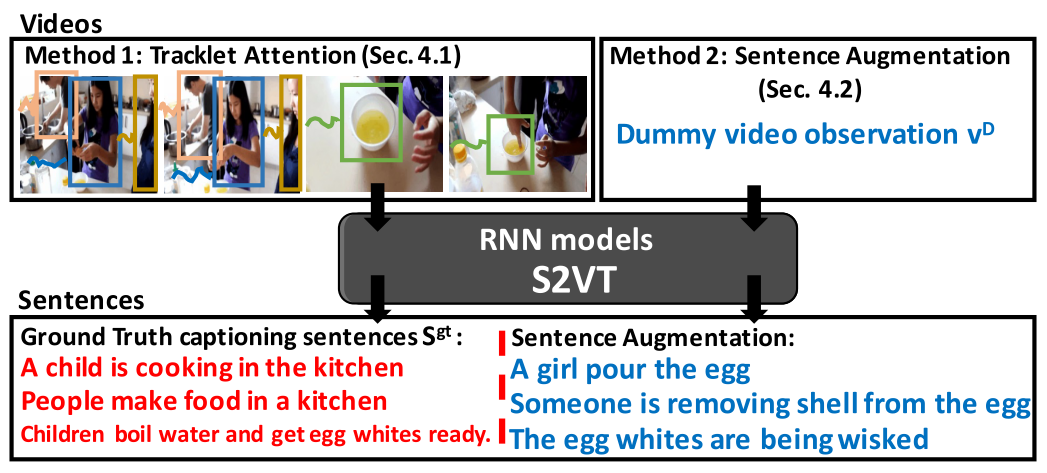 Videos
Method 1: Tracklet Attention (Sec. 4.1)
Method 2: Sentence Augmentation
(Sec. 4.2)
Dummy video observation vᴰ
RNN models
S2VT
Sentences
Ground Truth captioning sentences Sᵍᵗ :
A child is cooking in the kitchen
People make food in a kitchen
Children boil water and get egg whites ready.
Sentence Augmentation:
A girl pour the egg
Someone is removing shell from the egg
The egg whites are being wisked